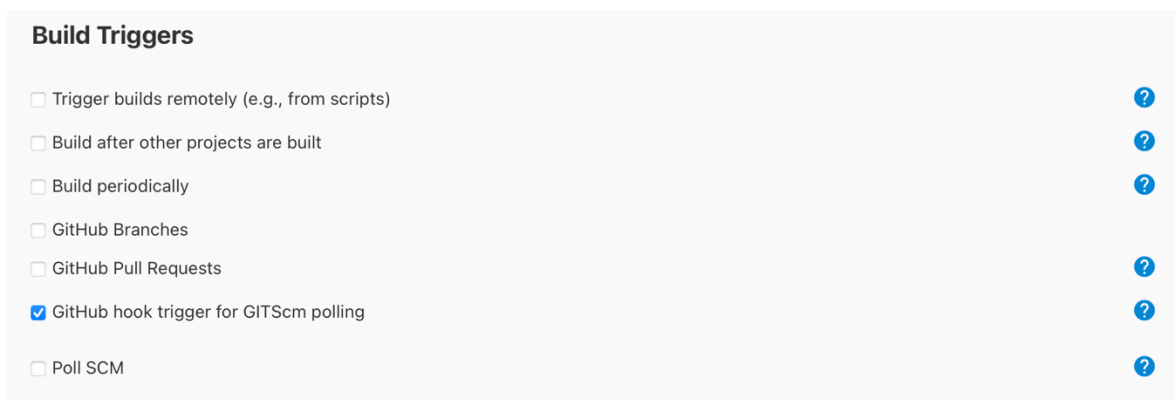 Build Triggers
Trigger builds remotely (e.g., from scripts)
Build after other projects are built
Build periodically
GitHub Branches
GitHub Pull Requests
GitHub hook trigger for GITScm polling
Poll SCM